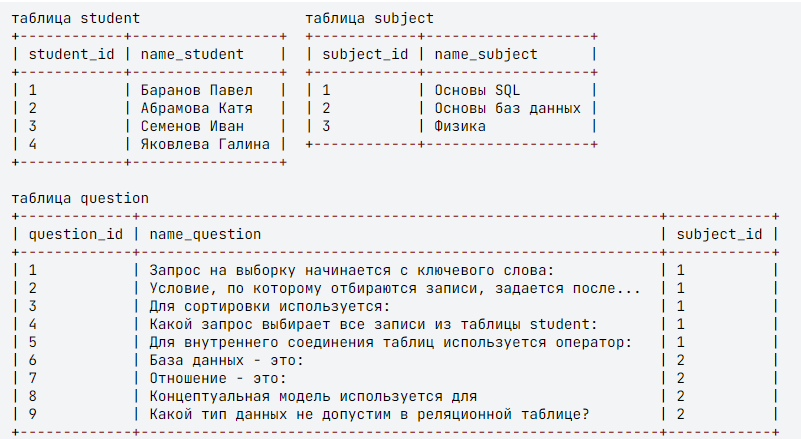 таблица student таблица subject
+-------------+-----------------+ +------------+-------------------+
| student_id | name_student | | subject_id | name_subject |
+-------------+-----------------+ +------------+-------------------+
| 1 | Баранов Павел | | 1 | Основы SQL |
| 2 | Абрамова Катя | | 2 | Основы баз данных |
| 3 | Семенов Иван | | 3 | Физика |
| 4 | Яковлева Галина | +------------+-------------------+
+-------------+-----------------+
таблица question
+-------------+------------------------------------------------------------+------------+
| question_id | name_question | subject_id |
+-------------+------------------------------------------------------------+------------+
| 1 | Запрос на выборку начинается с ключевого слова: | 1 |
| 2 | Условие, по которому отбираются записи, задается после... | 1 |
| 3 | Для сортировки используется: | 1 |
| 4 | Какой запрос выбирает все записи из таблицы student: | 1 |
| 5 | Для внутреннего соединения таблиц используется оператор: | 1 |
| 6 | База данных - это: | 2 |
| 7 | Отношение - это: | 2 |
| 8 | Концептуальная модель используется для | 2 |
| 9 | Какой тип данных не допустим в реляционной таблице? | 2 |
+-------------+------------------------------------------------------------+------------+